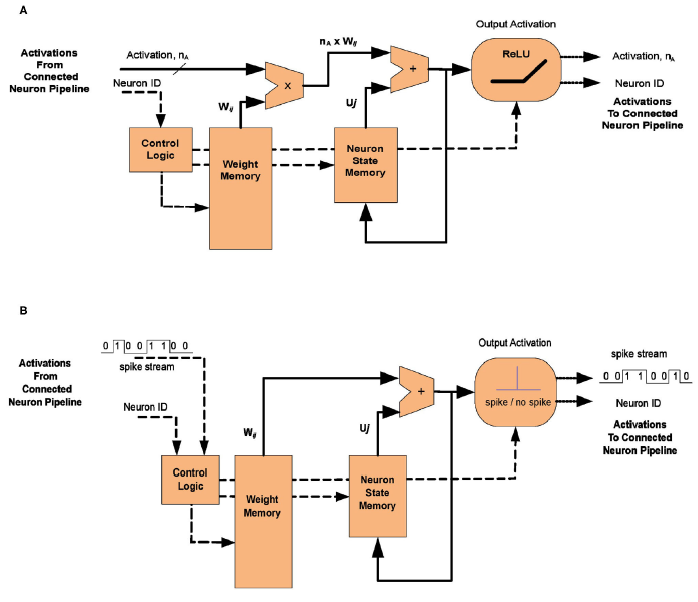 A
Output Activation
Activations
From
Connected
Neuron Pipeline
Activation, nA
Neuron ID
nA x Wij
Wij
x
+
Uj
ReLU
Activation, nA
Neuron ID
Activations
To Connected
Neuron Pipeline
Control
Logic
Weight
Memory
Neuron
State
Memory
B
0 1 0 0 1 1 0 0
spike stream
Activations
From
Connected
Neuron Pipeline
Neuron ID
Output Activation
Wij
+
Uj
spike / no spike
spike stream
0 0 1 1 0 0 1 0
Neuron ID
Activations
To Connected
Neuron Pipeline
Control
Logic
Weight
Memory
Neuron
State
Memory